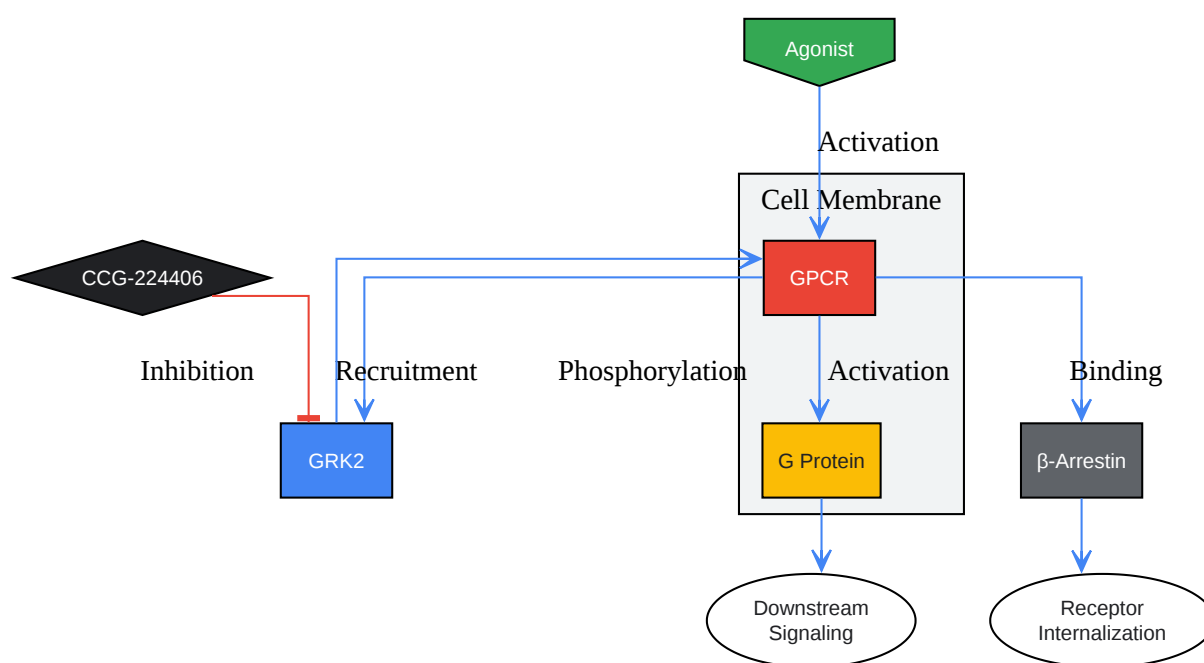 Agonist
Activation
Cell Membrane
CCG-224406
GPCR
Inhibition
Recruitment
Phosphorylation
Activation
Binding
GRK2
G Protein
β-Arrestin
Downstream
Signaling
Receptor
Internalization